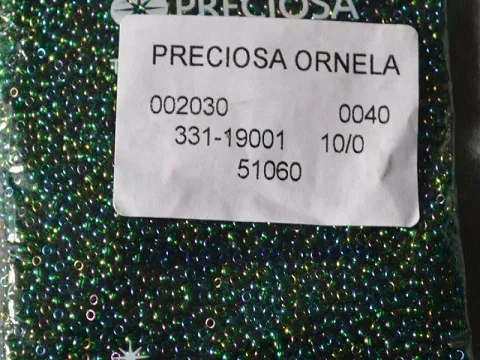 PRECIOSA
PRECIOSA ORNELA
002030 0040
331-19001 10/0
51060